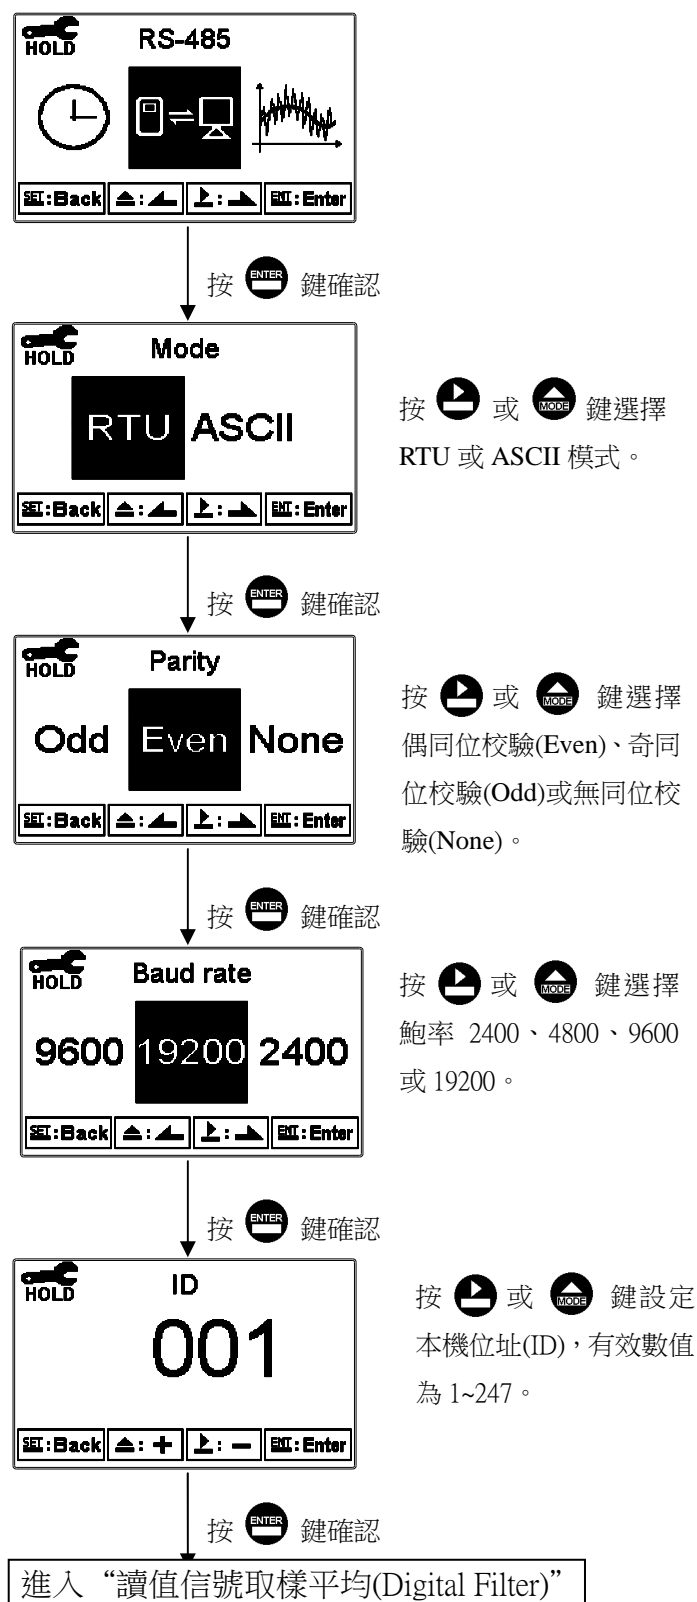 HOLD
RS-485
SET:Back
:
:
ENT:Enter
按 ENTER 鍵確認
HOLD
Mode
RTU ASCII
SET:Back
:
:
ENT:Enter
按 或 MODE 鍵選擇
RTU 或 ASCII 模式。
按 ENTER 鍵確認
HOLD
Parity
Odd Even None
SET:Back
:
:
ENT:Enter
按 或 MODE 鍵選擇
偶同位校驗(Even)、奇同
位校驗(Odd)或無同位校
驗(None)。
按 ENTER 鍵確認
HOLD
Baud rate
9600 19200 2400
SET:Back
:
:
ENT:Enter
按 或 MODE 鍵選擇
鮑率 2400、4800、9600
或 19200。
按 ENTER 鍵確認
HOLD
ID
001
SET:Back
: +
: −
ENT:Enter
按 或 MODE 鍵設定
本機位址(ID)，有效數值
為 1~247。
按 ENTER 鍵確認
進入“讀值信號取樣平均(Digital Filter)”